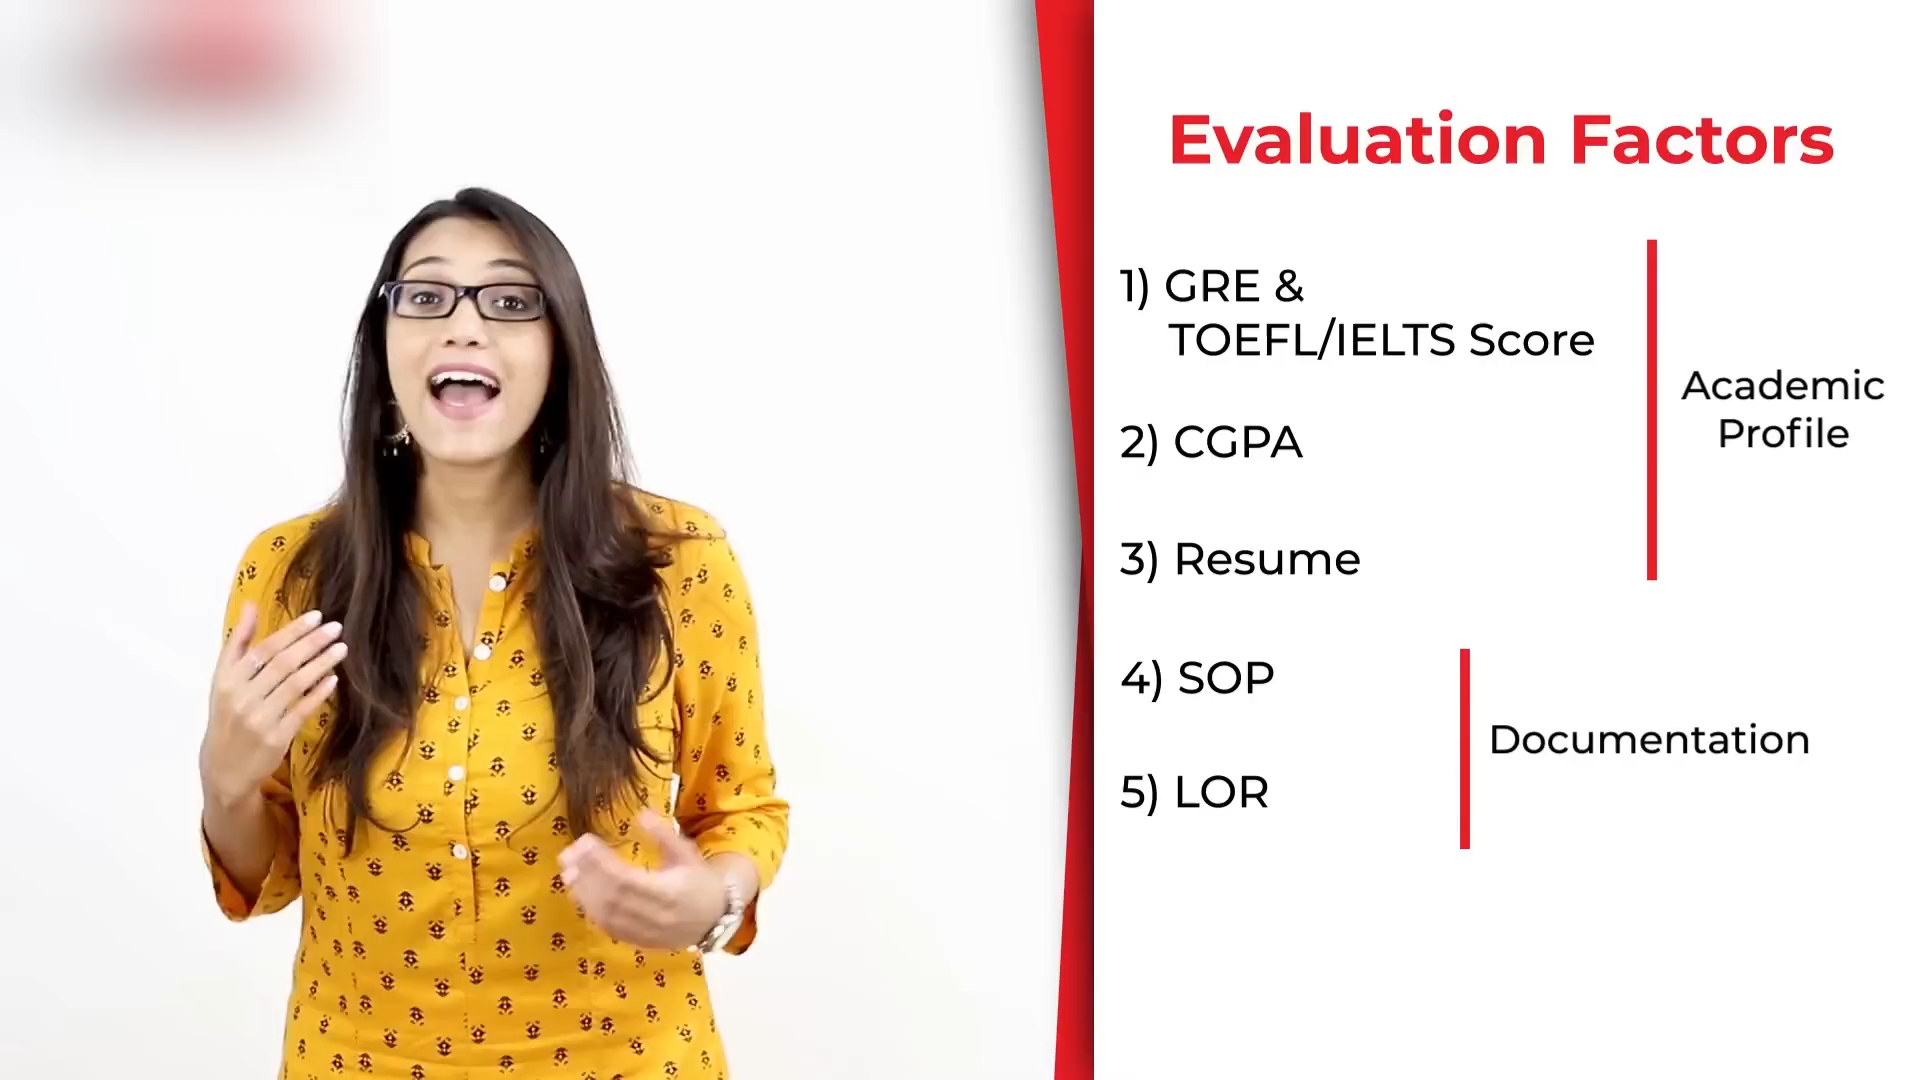 Evaluation Factors
1) GRE &
TOEFL/IELTS Score
2) CGPA
3) Resume
Academic
Profile
4) SOP
5) LOR
Documentation